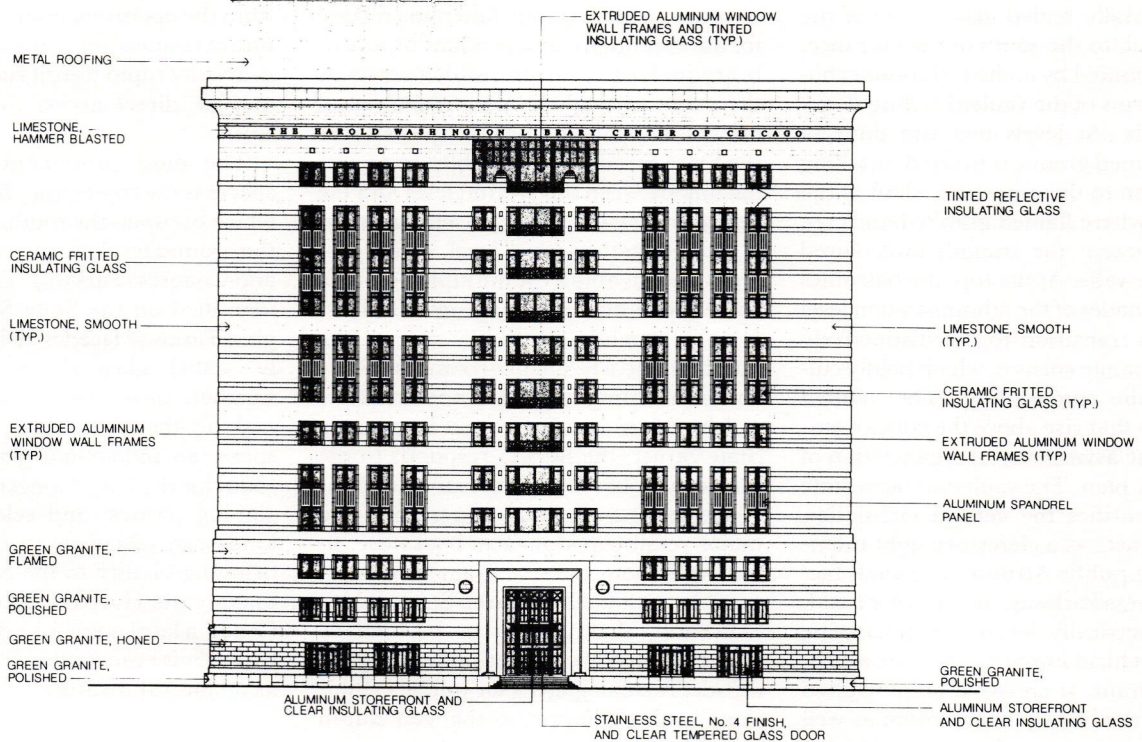 EXTRUDED ALUMINUM WINDOW
WALL FRAMES AND TINTED
INSULATING GLASS (TYP.)
METAL ROOFING
LIMESTONE,
HAMMER BLASTED
THE HAROLD WASHINGTON LIBRARY CENTER OF CHICAGO
TINTED REFLECTIVE
INSULATING GLASS
CERAMIC FRITTED
INSULATING GLASS
LIMESTONE, SMOOTH
(TYP.)
LIMESTONE, SMOOTH
(TYP.)
CERAMIC FRITTED
INSULATING GLASS (TYP.)
EXTRUDED ALUMINUM
WINDOW WALL FRAMES
(TYP)
EXTRUDED ALUMINUM WINDOW
WALL FRAMES (TYP)
ALUMINUM SPANDREL
PANEL
GREEN GRANITE,
FLAMED
GREEN GRANITE,
POLISHED
GREEN GRANITE, HONED
GREEN GRANITE,
POLISHED
GREEN GRANITE,
POLISHED
ALUMINUM STOREFRONT AND
CLEAR INSULATING GLASS
STAINLESS STEEL, No. 4 FINISH,
AND CLEAR TEMPERED GLASS DOOR
ALUMINUM STOREFRONT
AND CLEAR INSULATING GLASS